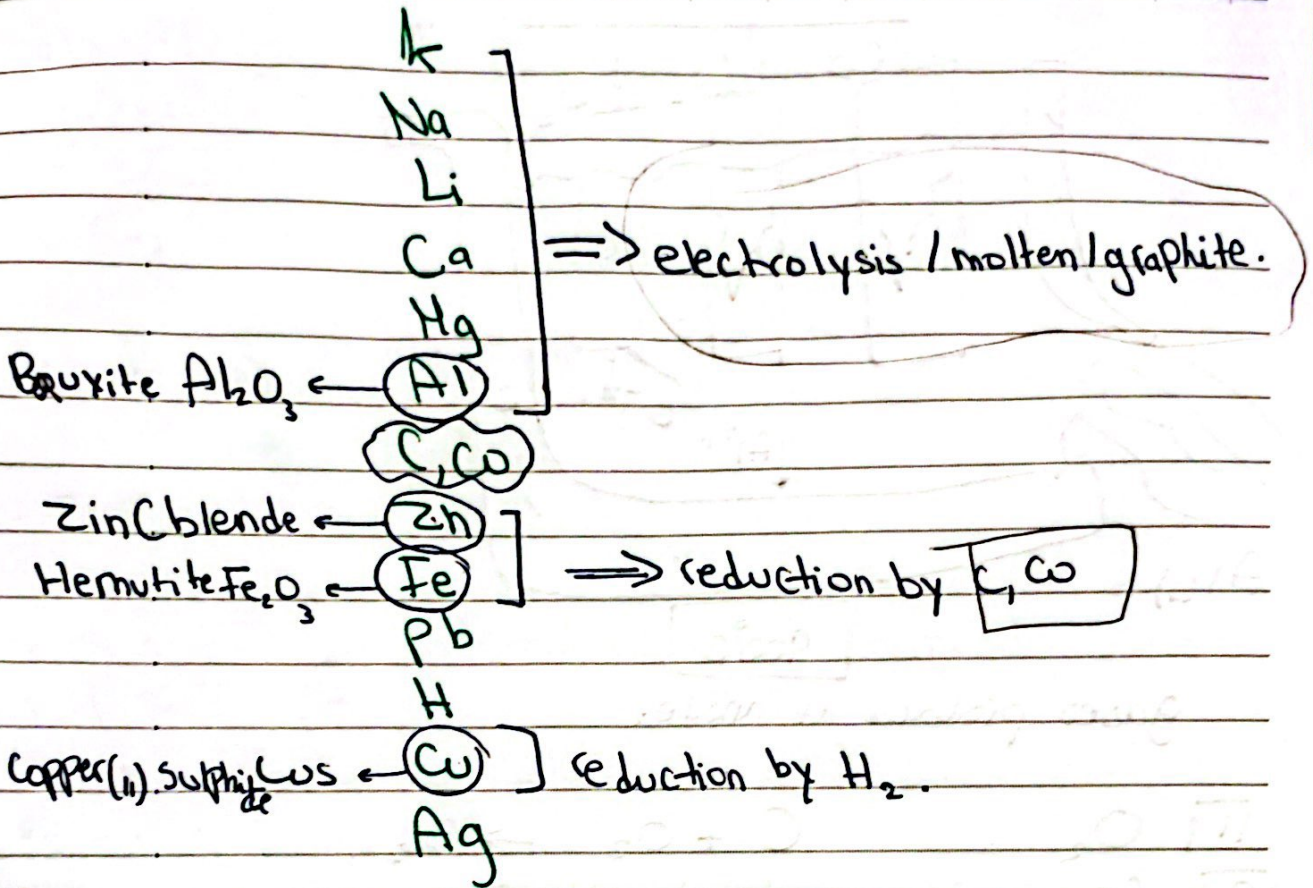 K
Na
Li
Ca
Mg
Bauxite Al₂O₃ ← Al
C, CO
Zinc blende ← Zn
Hematite Fe₂O₃ ← Fe
Pb
H
Copper(II).Sulphide CuS ← Cu
Ag
=> electrolysis / molten / graphite.
=> reduction by C, CO
reduction by H₂.